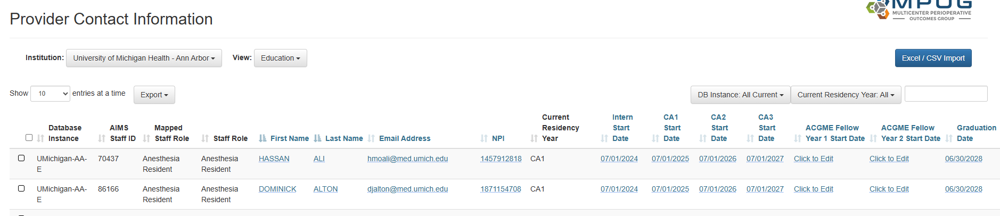 MPOG
MULTICENTER PERIOPERATIVE
OUTCOMES GROUP
Provider Contact Information
Institution: University of Michigan Health - Ann Arbor View: Education Excel / CSV Import
Show 10 entries at a time Export DB Instance: All Current Current Residency Year: All
Database Instance AIMS Staff ID Mapped Staff Role Staff Role First Name Last Name Email Address NPI Current Residency Year Intern Start Date CA1 Start Date CA2 Start Date CA3 Start Date ACGME Fellow Year 1 Start Date ACGME Fellow Year 2 Start Date Graduation Date
UMichigan-AA-E 70437 Anesthesia Resident Anesthesia Resident HASSAN ALI hmoali@med.umich.edu 1457912818 CA1 07/01/2024 07/01/2025 07/01/2026 07/01/2027 Click to Edit Click to Edit 06/30/2028
UMichigan-AA-E 86166 Anesthesia Resident Anesthesia Resident DOMINICK ALTON djalton@med.umich.edu 1871154708 CA1 07/01/2024 07/01/2025 07/01/2026 07/01/2027 Click to Edit Click to Edit 06/30/2028